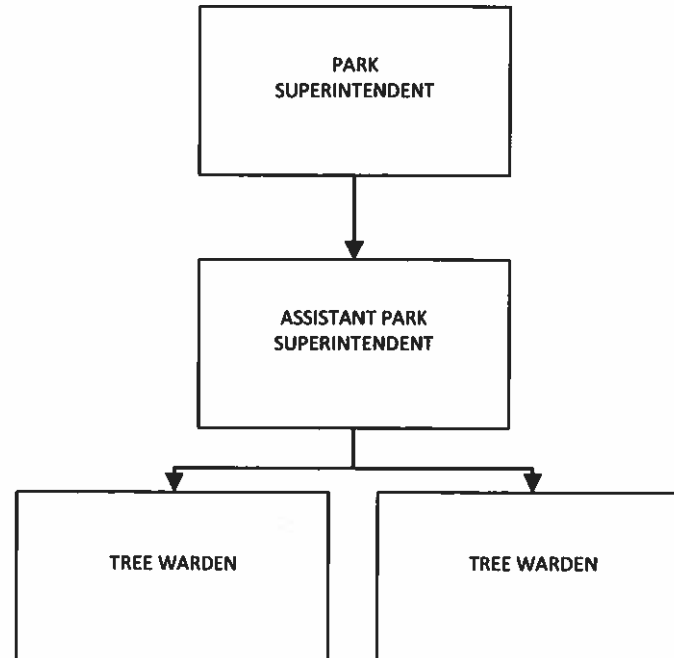 PARK
SUPERINTENDENT
ASSISTANT PARK
SUPERINTENDENT
TREE WARDEN
TREE WARDEN